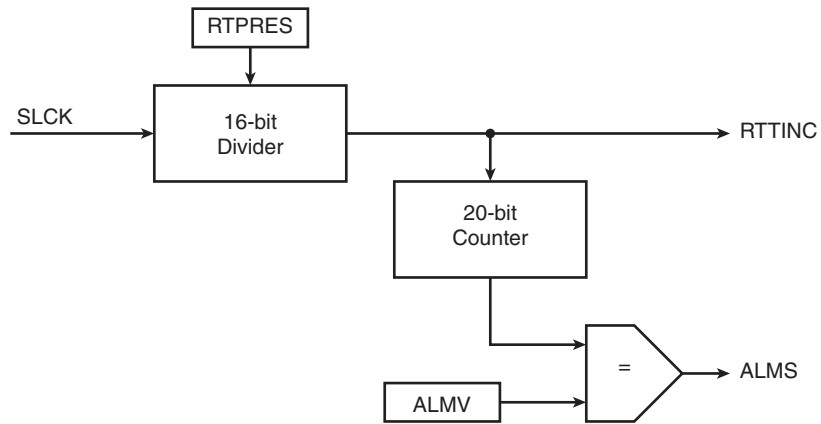 RTPRES
SLCK
16-bit
Divider
RTTINC
20-bit
Counter
=
ALMS
ALMV